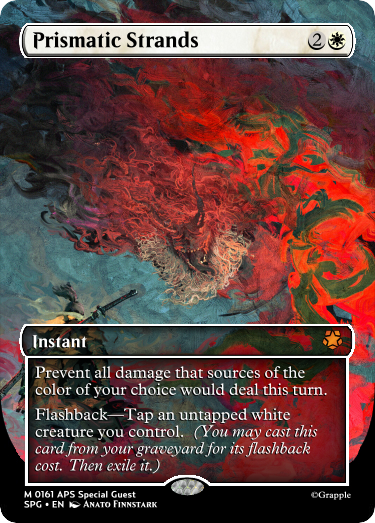 Prismatic Strands 2
Instant
Prevent all damage that sources of the
color of your choice would deal this turn.
Flashback—Tap an untapped white
creature you control. (You may cast this
card from your graveyard for its flashback
cost. Then exile it.)
M 0161 APS Special Guest
SPG • EN Anato Finnstark
©Grapple